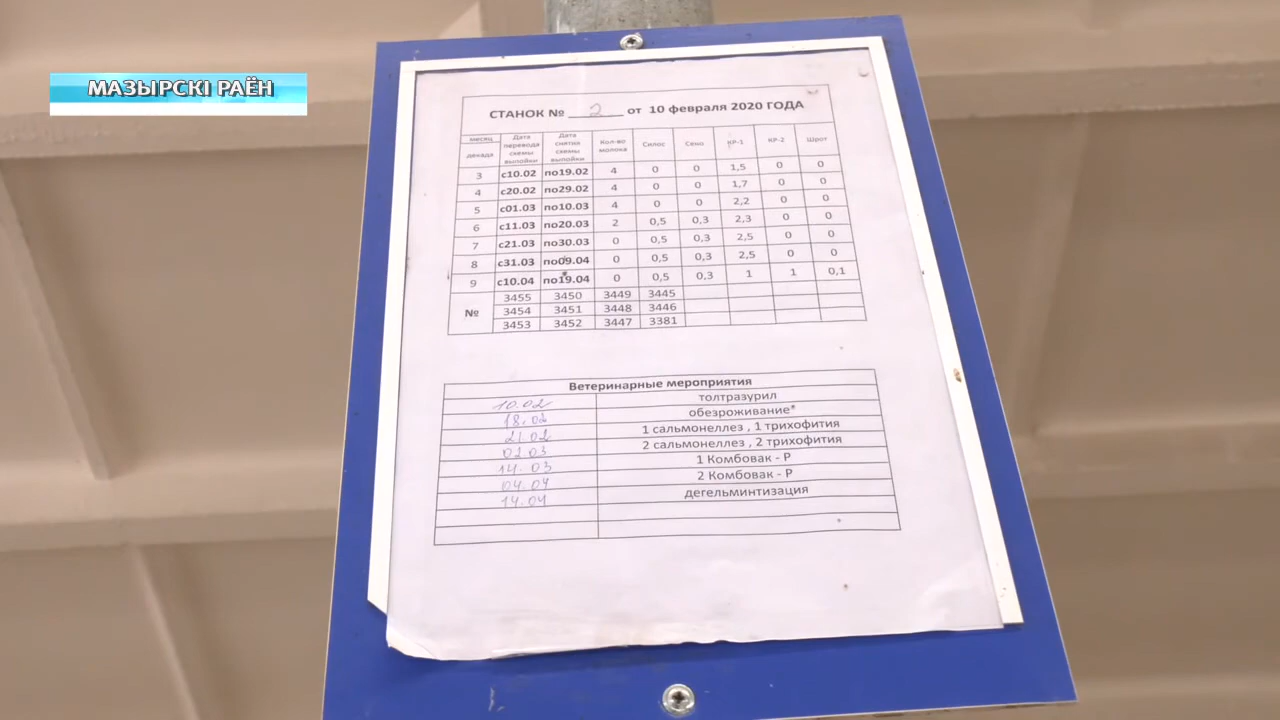 МАЗЫРСКІ РАЁН
СТАНОК № 2 от 10 февраля 2020 ГОДА
месяц декада Дата перевода схемы выпойки Дата снятия схемы выпойки Кол-во молока Силос Сено КР-1 КР-2 Шрот
3 с10.02 по19.02 4 0 0 1,5 0 0
4 с20.02 по29.02 4 0 0 1,7 0 0
5 с01.03 по10.03 4 0 0 2,2 0 0
6 с11.03 по20.03 2 0,5 0,3 2,3 0 0
7 с21.03 по30.03 0 0,5 0,3 2,5 0 0
8 с31.03 по09.04 0 0,5 0,3 2,5 0 0
9 с10.04 по19.04 0 0,5 0,3 1 1 0,1
№ 3455 3450 3449 3445
3454 3451 3448 3446
3453 3452 3447 3381
Ветеринарные мероприятия
10.02 толтразурил
18.02 обезроживание*
21.02 1 сальмонеллез , 1 трихофития
02.03 2 сальмонеллез , 2 трихофития
14.03 1 Комбовак - Р
04.04 2 Комбовак - Р
14.04 дегельминтизация